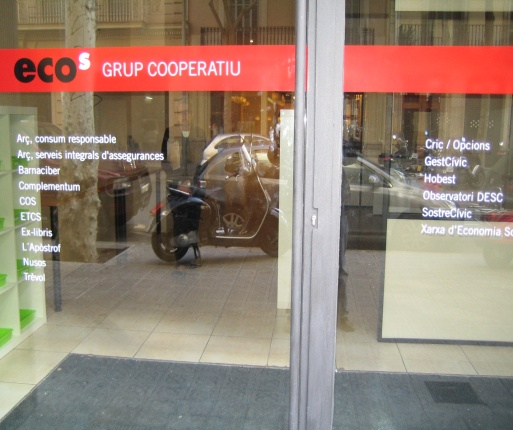 ecos GRUP COOPERATIU
Arç, consum responsable
Arç, serveis integrals d'assegurances
Barnaciber
Complementum
COS
ETCS
Ex-libris
L'Apòstrof
Nusos
Trèvol
Cric / Opcions
GestCívic
Hobest
Observatori DESC
SostreCívic
Xarxa d'Economia So